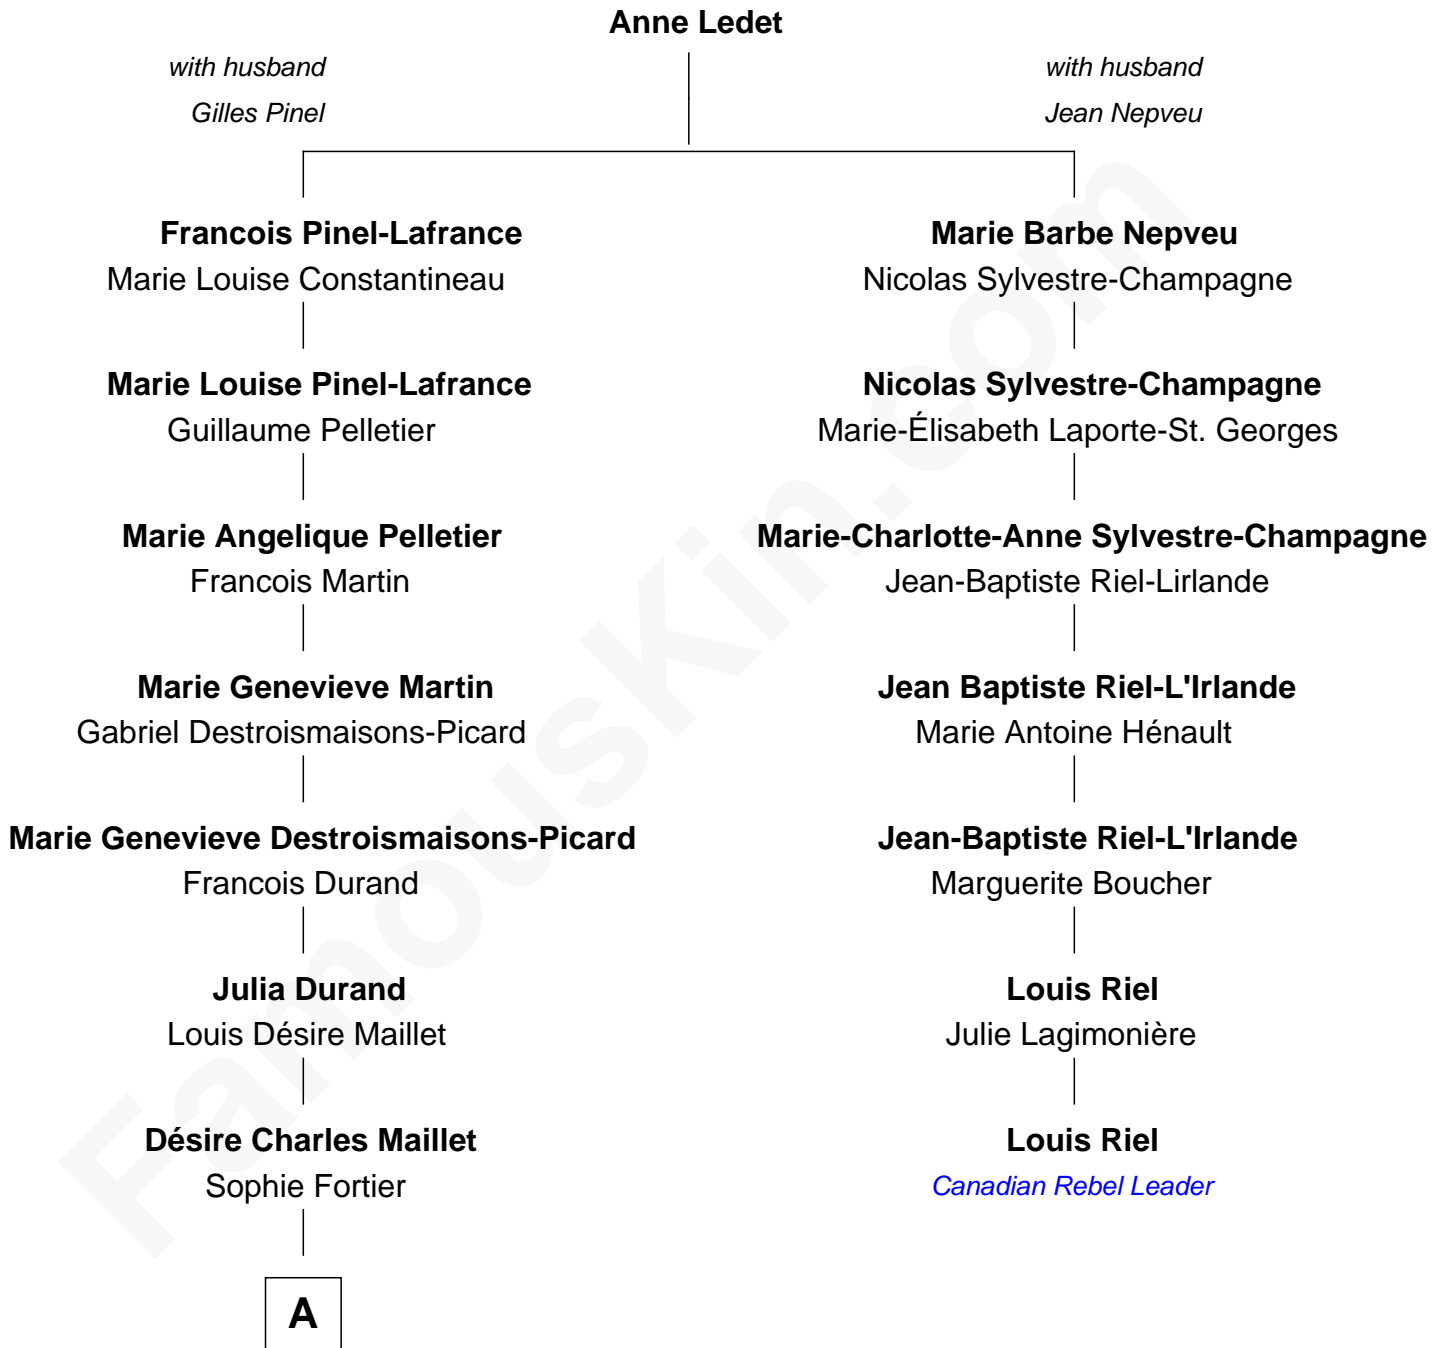 Anne Ledet
with husband
Gilles Pinel
with husband
Jean Nepveu
Francois Pinel-Lafrance
Marie Louise Constantineau
Marie Barbe Nepveu
Nicolas Sylvestre-Champagne
Marie Louise Pinel-Lafrance
Guillaume Pelletier
Nicolas Sylvestre-Champagne
Marie-Élisabeth Laporte-St. Georges
Marie Angelique Pelletier
Francois Martin
Marie-Charlotte-Anne Sylvestre-Champagne
Jean-Baptiste Riel-Lirlande
Marie Genevieve Martin
Gabriel Destroismaisons-Picard
Jean Baptiste Riel-L'Irlande
Marie Antoine Hénault
Marie Genevieve Destroismaisons-Picard
Francois Durand
Jean-Baptiste Riel-L'Irlande
Marguerite Boucher
Julia Durand
Louis Désire Maillet
Louis Riel
Julie Lagimonière
Désire Charles Maillet
Sophie Fortier
Louis Riel
Canadian Rebel Leader
A
FamousKin.com